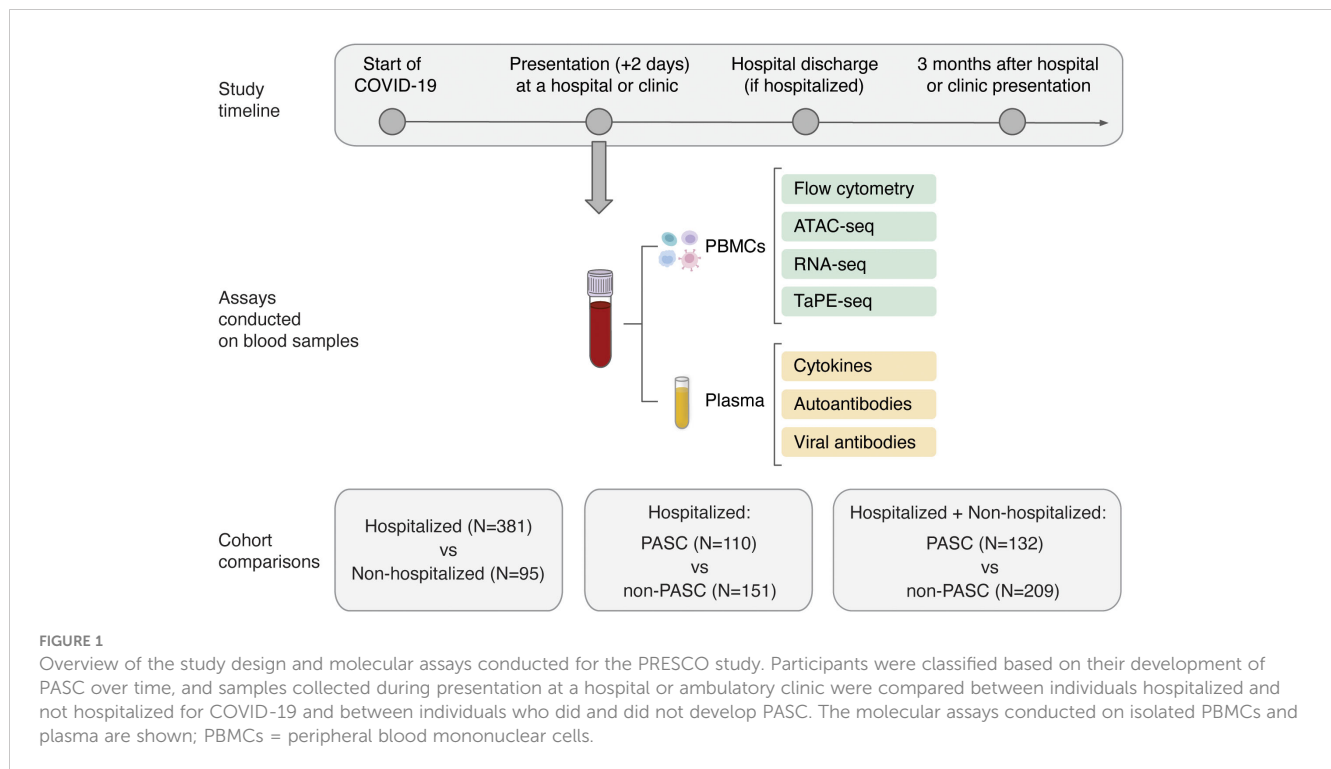 Study
timeline
Start of
COVID-19
Presentation (+2 days)
at a hospital or clinic
Hospital discharge
(if hospitalized)
3 months after hospital
or clinic presentation
Assays
conducted
on blood samples
PBMCs
Flow cytometry
ATAC-seq
RNA-seq
TaPE-seq
Plasma
Cytokines
Autoantibodies
Viral antibodies
Cohort
comparisons
Hospitalized (N=381)
vs
Non-hospitalized (N=95)
Hospitalized:
PASC (N=110)
vs
non-PASC (N=151)
Hospitalized + Non-hospitalized:
PASC (N=132)
vs
non-PASC (N=209)
FIGURE 1
Overview of the study design and molecular assays conducted for the PRESCO study. Participants were classified based on their development of
PASC over time, and samples collected during presentation at a hospital or ambulatory clinic were compared between individuals hospitalized and
not hospitalized for COVID-19 and between individuals who did and did not develop PASC. The molecular assays conducted on isolated PBMCs and
plasma are shown; PBMCs = peripheral blood mononuclear cells.